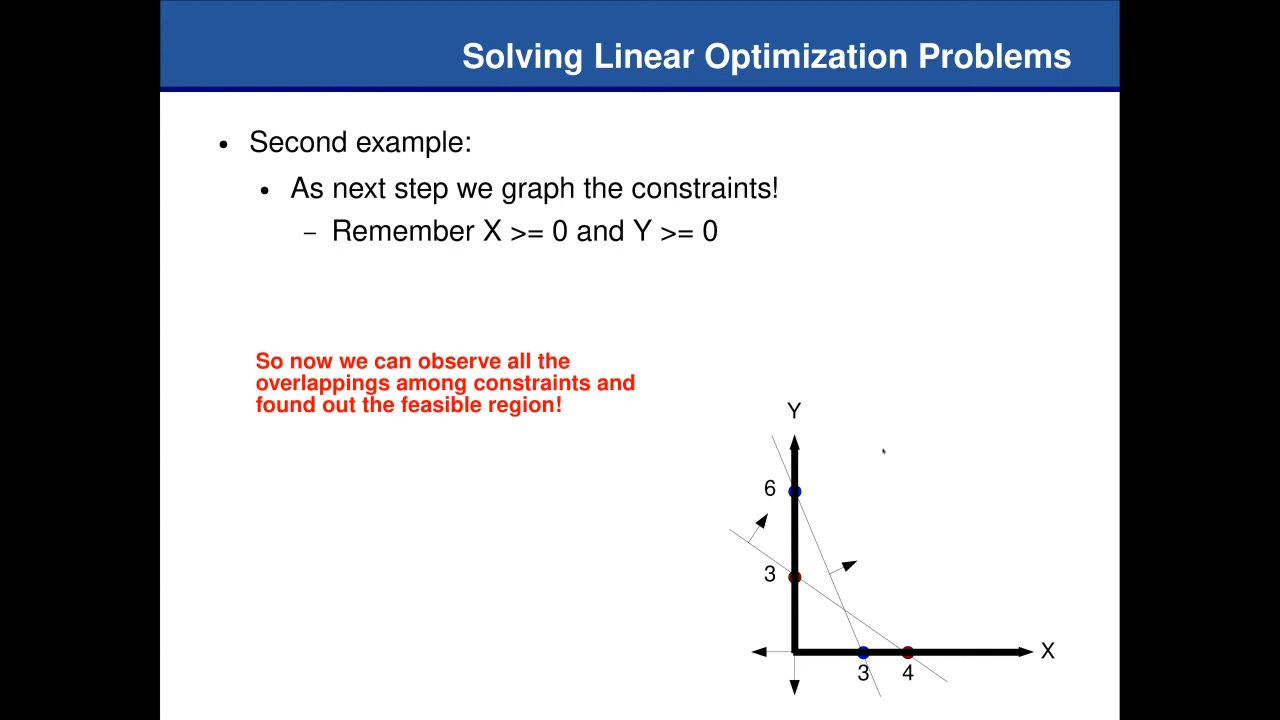 Solving Linear Optimization Problems
• Second example:
• As next step we graph the constraints!
– Remember X >= 0 and Y >= 0
So now we can observe all the
overlappings among constraints and
found out the feasible region!
Y
6
3
X
3 4